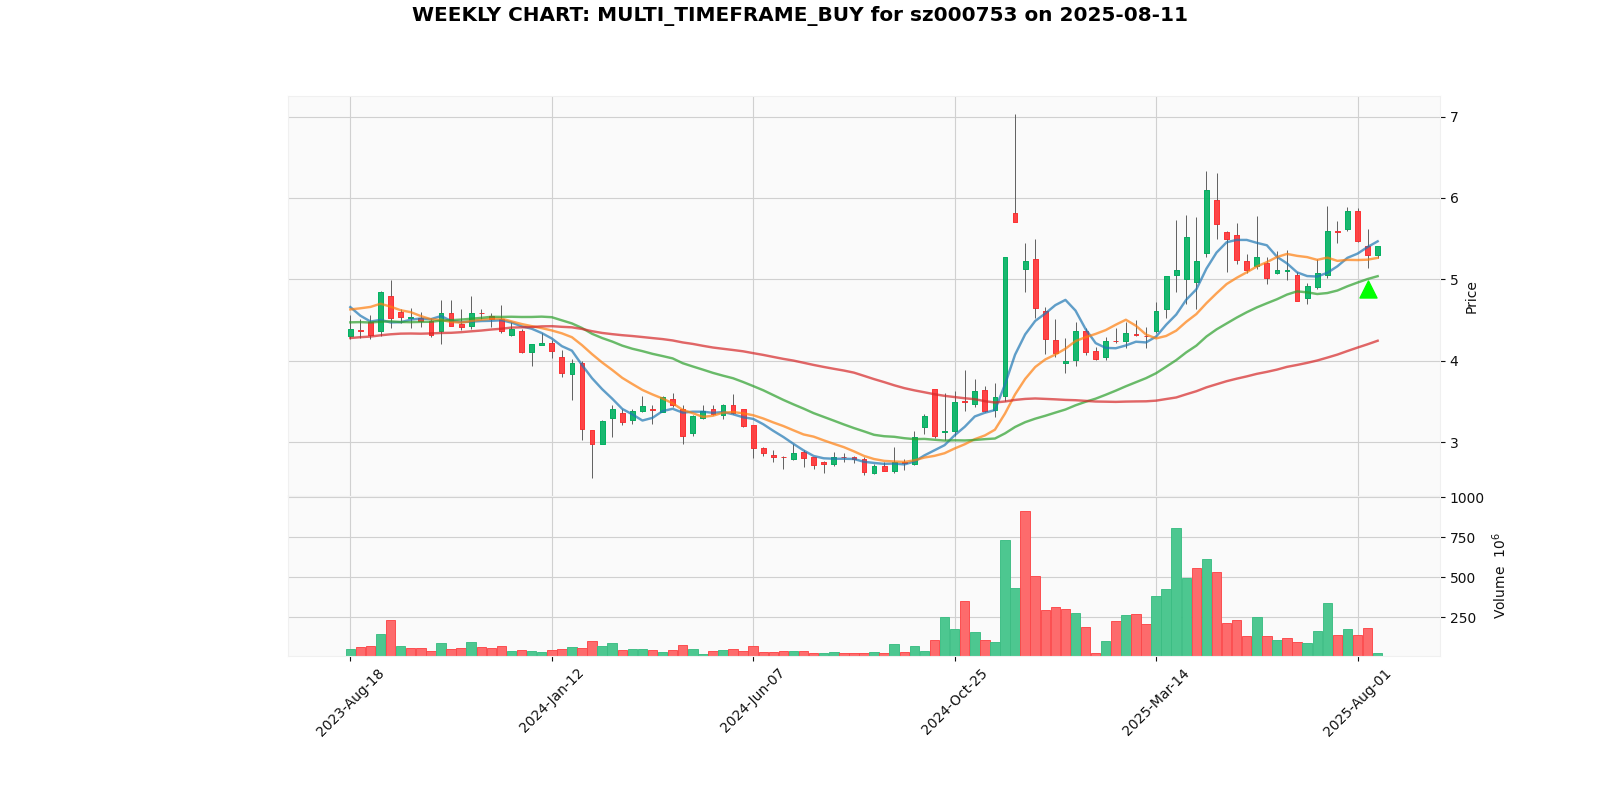 WEEKLY CHART: MULTI_TIMEFRAME_BUY for sz000753 on 2025-08-11
7
6
5
4
3
Price
1000
750
500
250
Volume 10^6
2023-Aug-18
2024-Jan-12
2024-Jun-07
2024-Oct-25
2025-Mar-14
2025-Aug-01